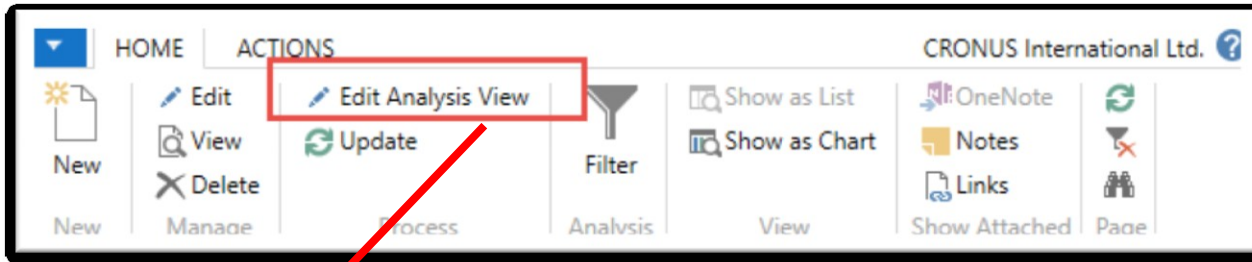 HOME ACTIONS CRONUS International Ltd. ?
Edit Edit Analysis View Show as List OneNote
View Update Show as Chart Notes
New Filter
Delete Links
New Manage Process Analysis View Show Attached Page